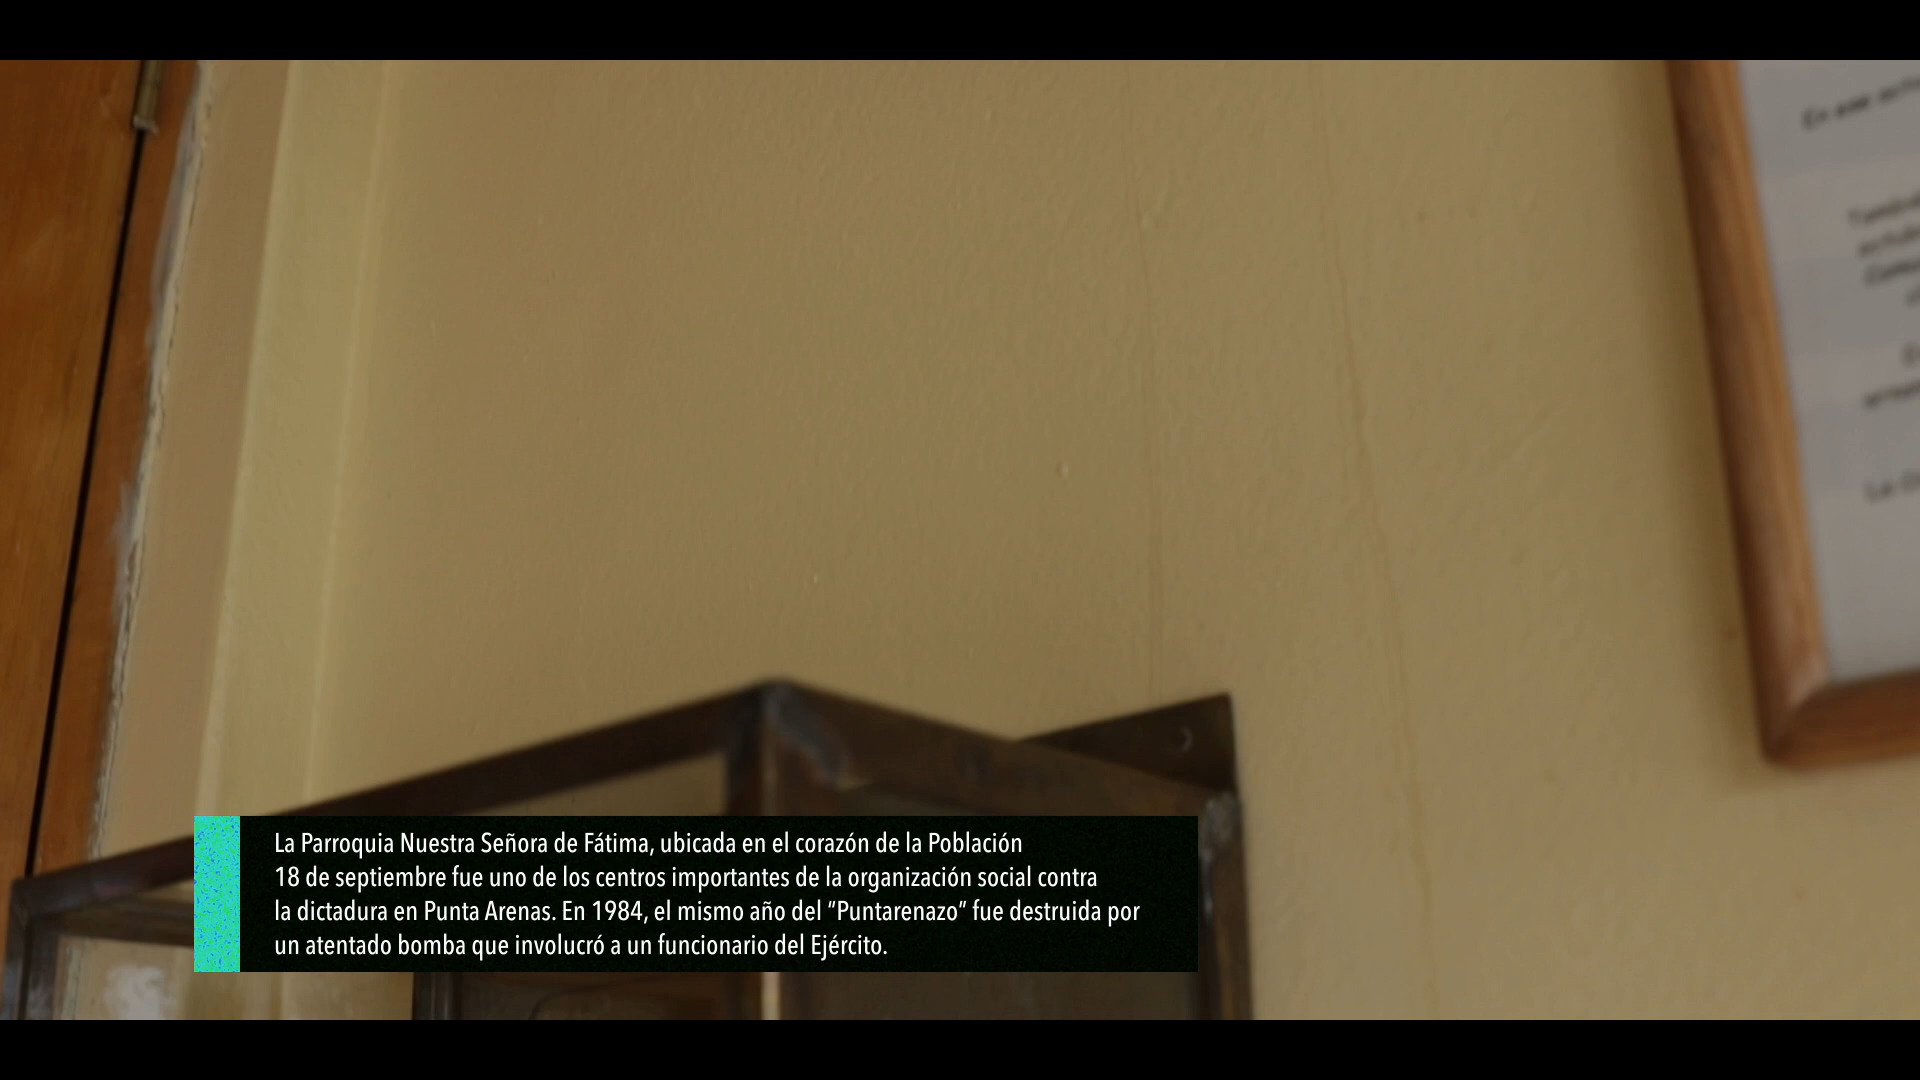 En ese
La Parroquia Nuestra Señora de Fátima, ubicada en el corazón de la Población
18 de septiembre fue uno de los centros importantes de la organización social contra
la dictadura en Punta Arenas. En 1984, el mismo año del “Puntarenazo” fue destruida por
un atentado bomba que involucró a un funcionario del Ejército.